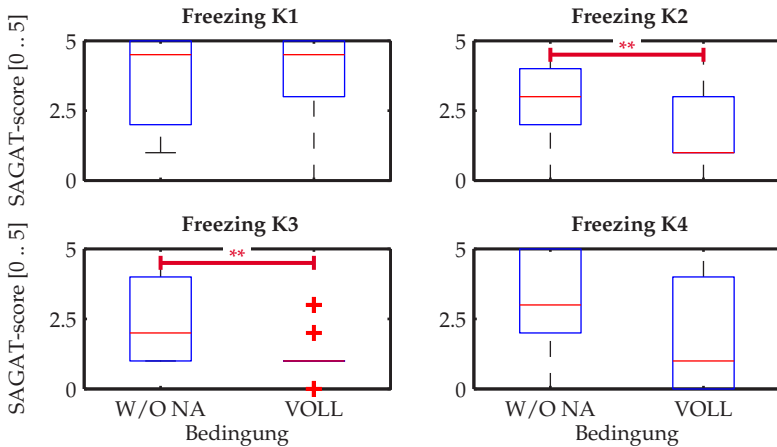 Freezing K1
Freezing K2
SAGAT-score [0 .. 5]
5
2.5
0
5
2.5
0
**
Freezing K3
Freezing K4
SAGAT-score [0 .. 5]
5
2.5
0
5
2.5
0
**
W/O NA VOLL
W/O NA VOLL
Bedingung
Bedingung